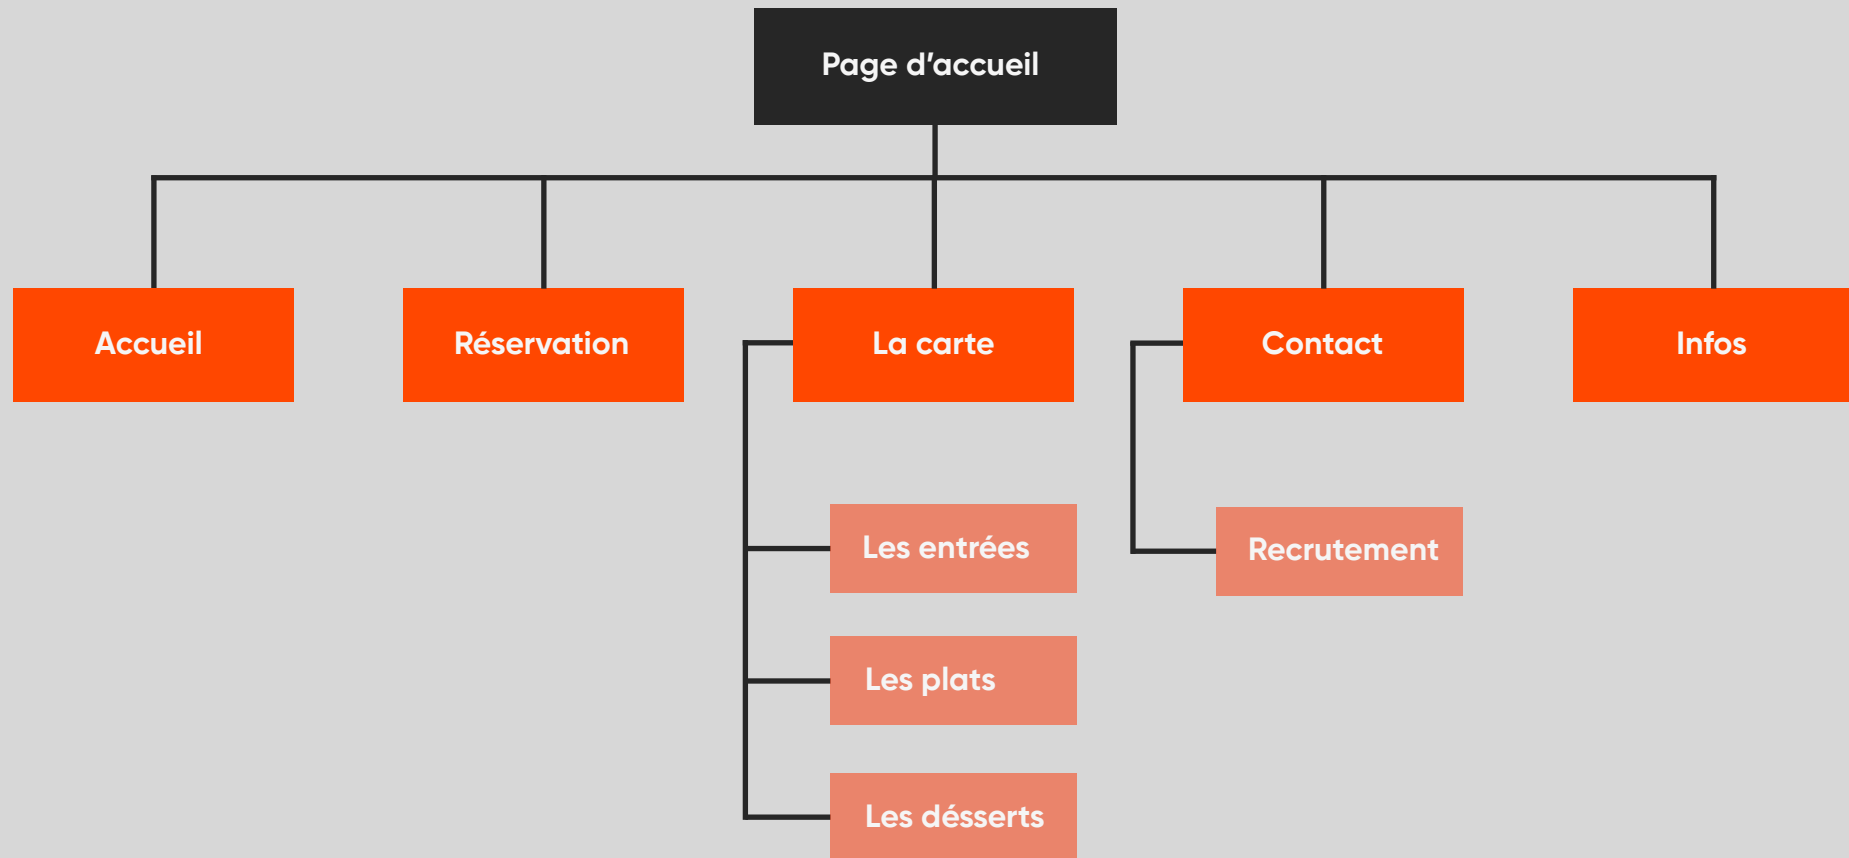 Page d’accueil
Accueil
Réservation
La carte
Contact
Infos
Les entrées
Recrutement
Les plats
Les désserts